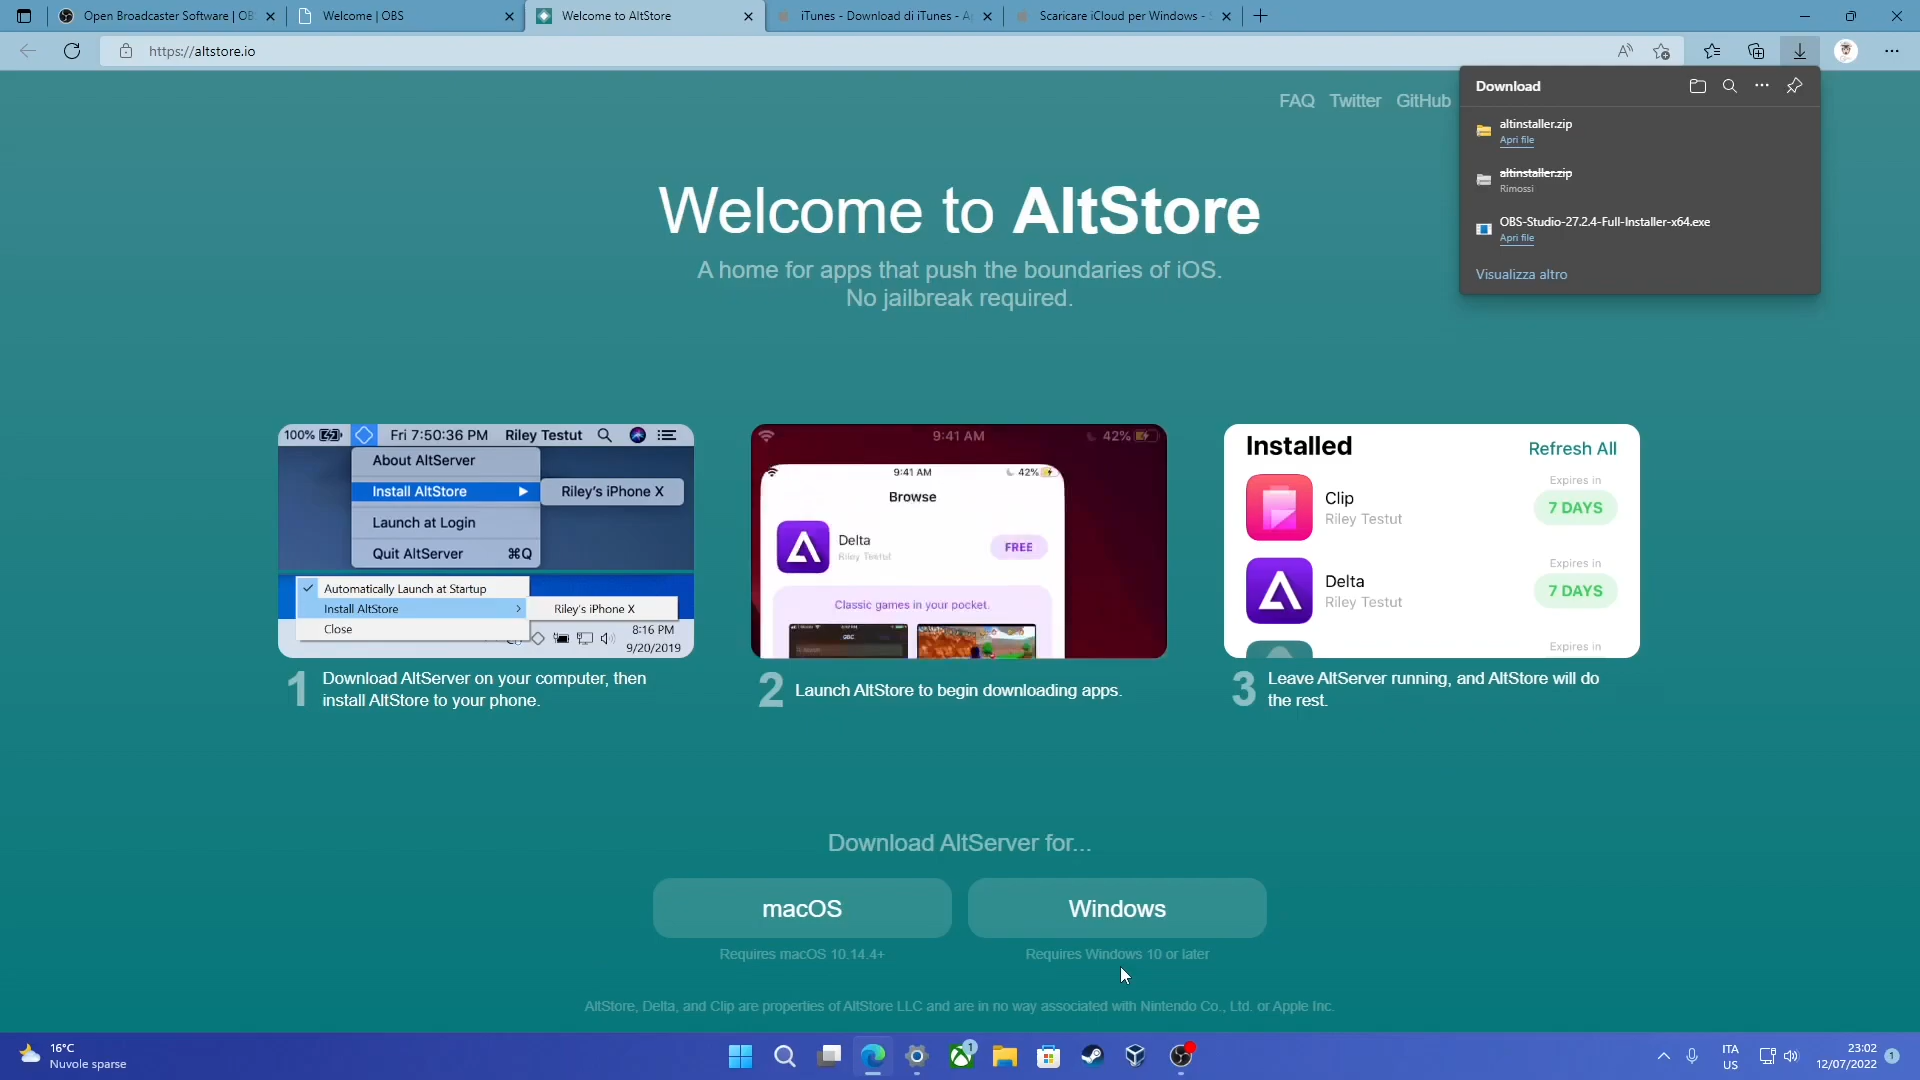 Open Broadcaster Software | OB
Welcome | OBS
Welcome to AltStore
iTunes - Download di iTunes - A
Scaricare iCloud per Windows -
https://altstore.io
FAQ Twitter GitHub
Download
altinstaller.zip
Apri file
altinstaller.zip
Rimossi
OBS-Studio-27.2.4-Full-Installer-x64.exe
Apri file
Visualizza altro
Welcome to AltStore
A home for apps that push the boundaries of iOS.
No jailbreak required.
100% Fri 7:50:36 PM Riley Testut
About AltServer
Install AltStore
Riley's iPhone X
Launch at Login
Quit AltServer ⌘Q
Automatically Launch at Startup
Install AltStore
Riley's iPhone X
Close
8:16 PM
9/20/2019
9:41 AM 42%
9:41 AM 42%
Browse
Delta
Riley Testut
FREE
Classic games in your pocket.
GBC
Search
Installed
Refresh All
Expires in
Clip
Riley Testut
7 DAYS
Expires in
Delta
Riley Testut
7 DAYS
Expires in
1 Download AltServer on your computer, then
install AltStore to your phone.
2 Launch AltStore to begin downloading apps.
3 Leave AltServer running, and AltStore will do
the rest.
Download AltServer for...
macOS
Windows
Requires macOS 10.14.4+
Requires Windows 10 or later
AltStore, Delta, and Clip are properties of AltStore LLC and are in no way associated with Nintendo Co., Ltd. or Apple Inc.
16°C
Nuvole sparse
1
ITA
US
23:02
12/07/2022
1